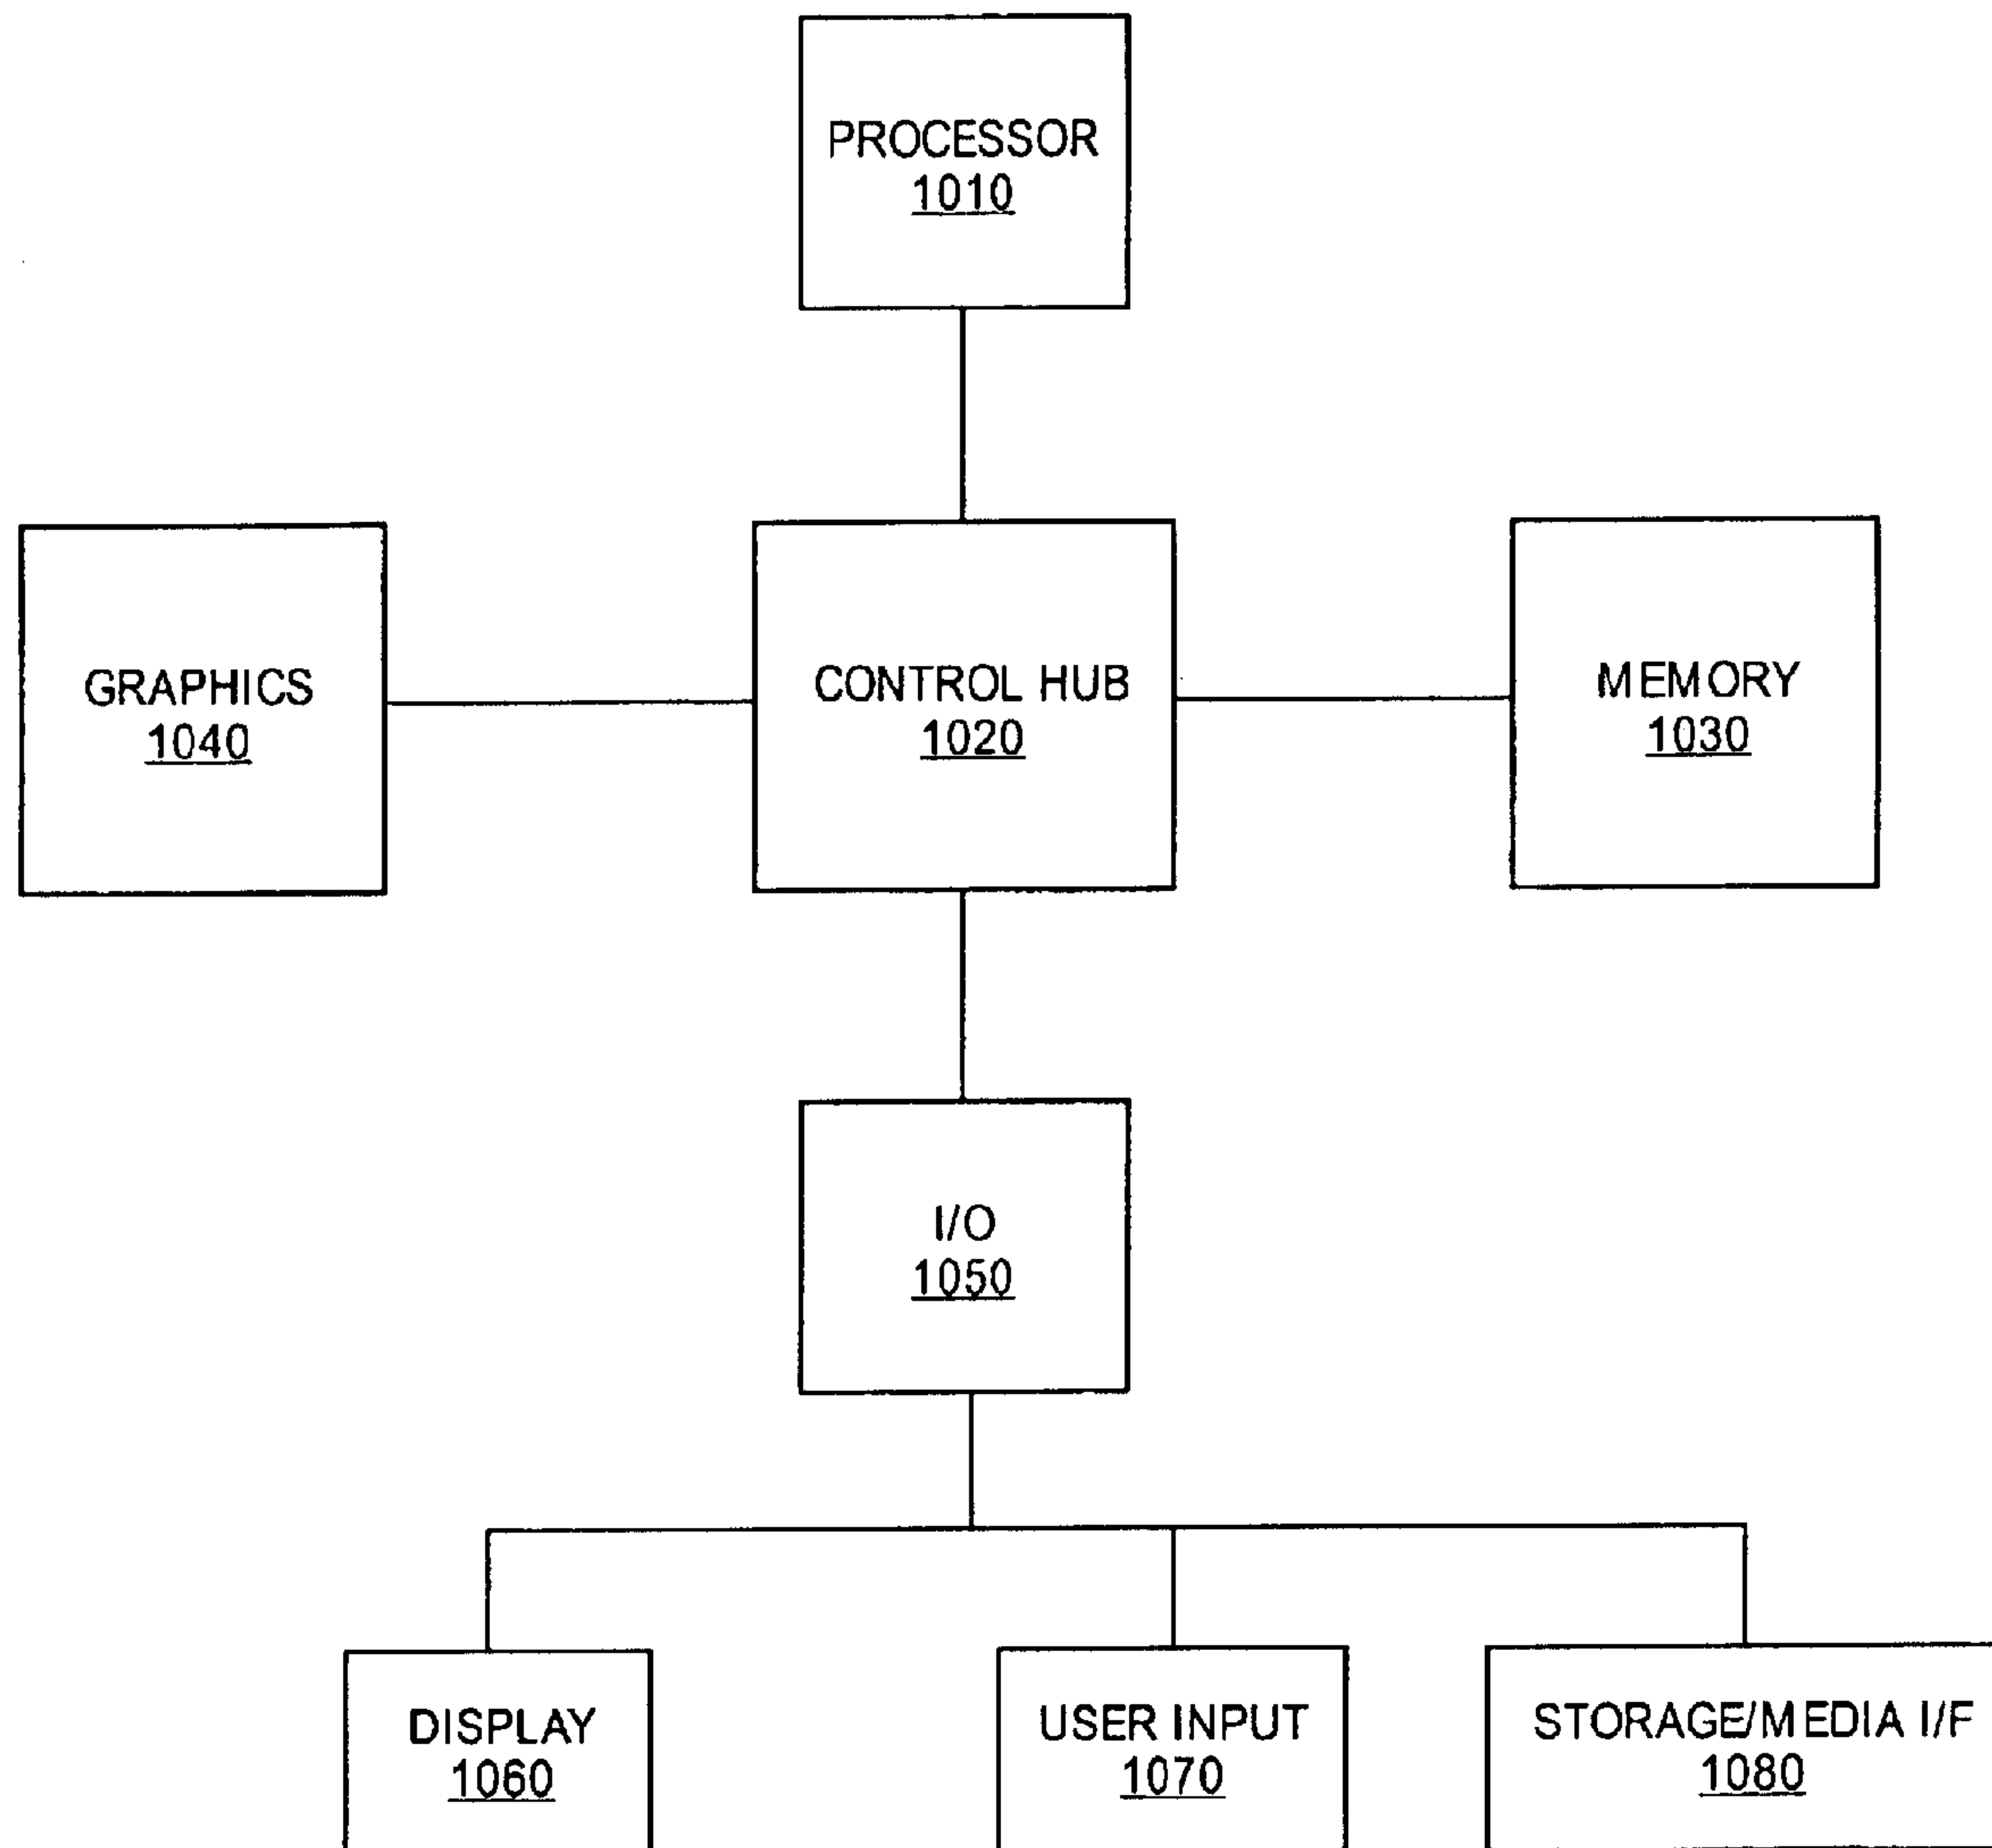 PROCESSOR
1010
GRAPHICS
1040
CONTROL HUB
1020
MEMORY
1030
I/O
1050
DISPLAY
1060
USER INPUT
1070
STORAGE/MEDIA I/F
1080